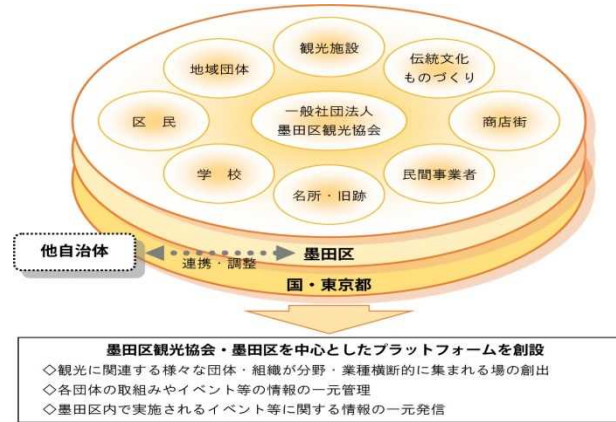 観光施設
地域団体
伝統文化
ものづくり
区 民
一般社団法人
墨田区観光協会
商店街
学 校
名所・旧跡
民間事業者
他自治体
連携・調整
墨田区
国・東京都
墨田区観光協会・墨田区を中心としたプラットフォームを創設
◇観光に関連する様々な団体・組織が分野・業種横断的に集まれる場の創出
◇各団体の取組みやイベント等の情報の一元管理
◇墨田区内で実施されるイベント等に関する情報の一元発信